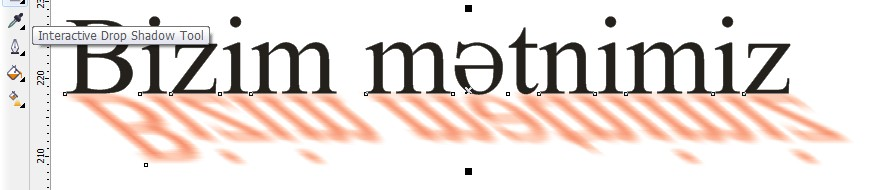 Interactive Drop Shadow Tool
Bizim mətnimiz
220
210